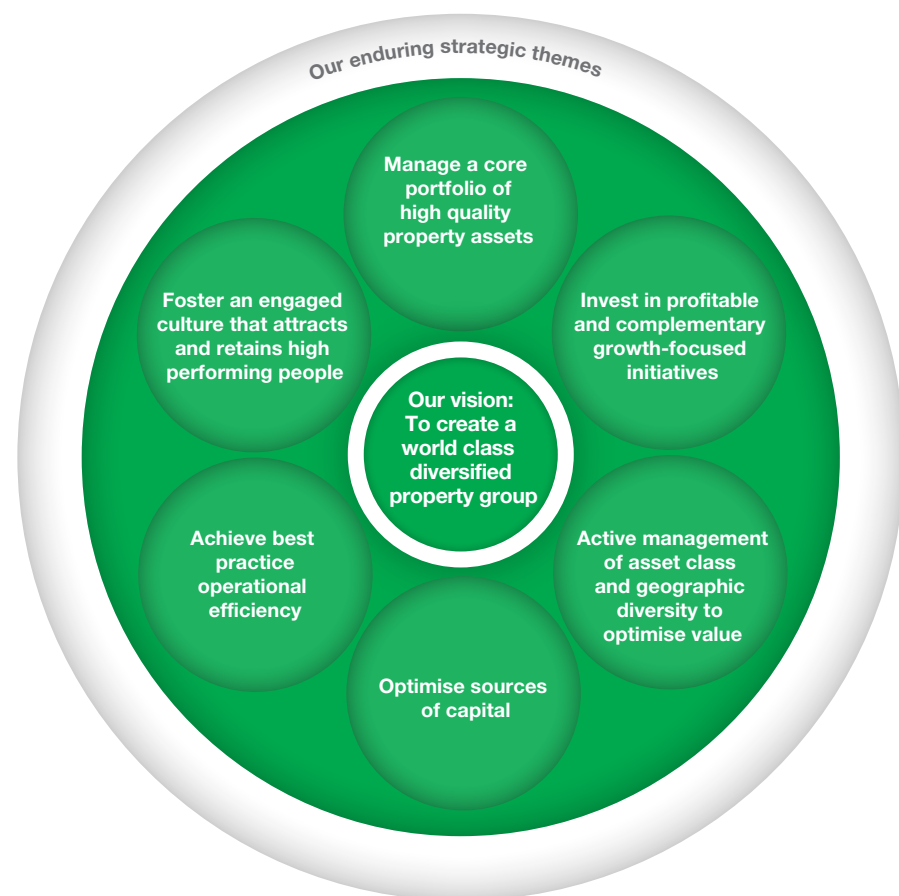 Our enduring strategic themes
Manage a core
portfolio of
high quality
property assets
Foster an engaged
culture that attracts
and retains high
performing people
Invest in profitable
and complementary
growth-focused
initiatives
Our vision:
To create a
world class
diversified
property group
Achieve best
practice
operational
efficiency
Active management
of asset class
and geographic
diversity to
optimise value
Optimise sources
of capital